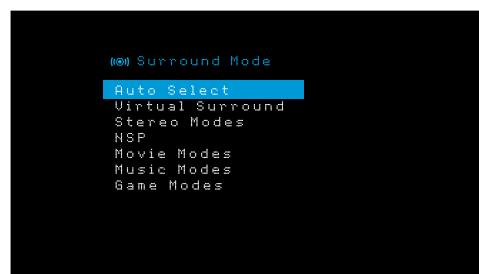 Surround Mode
Auto Select
Virtual Surround
Stereo Modes
NSP
Movie Modes
Music Modes
Game Modes